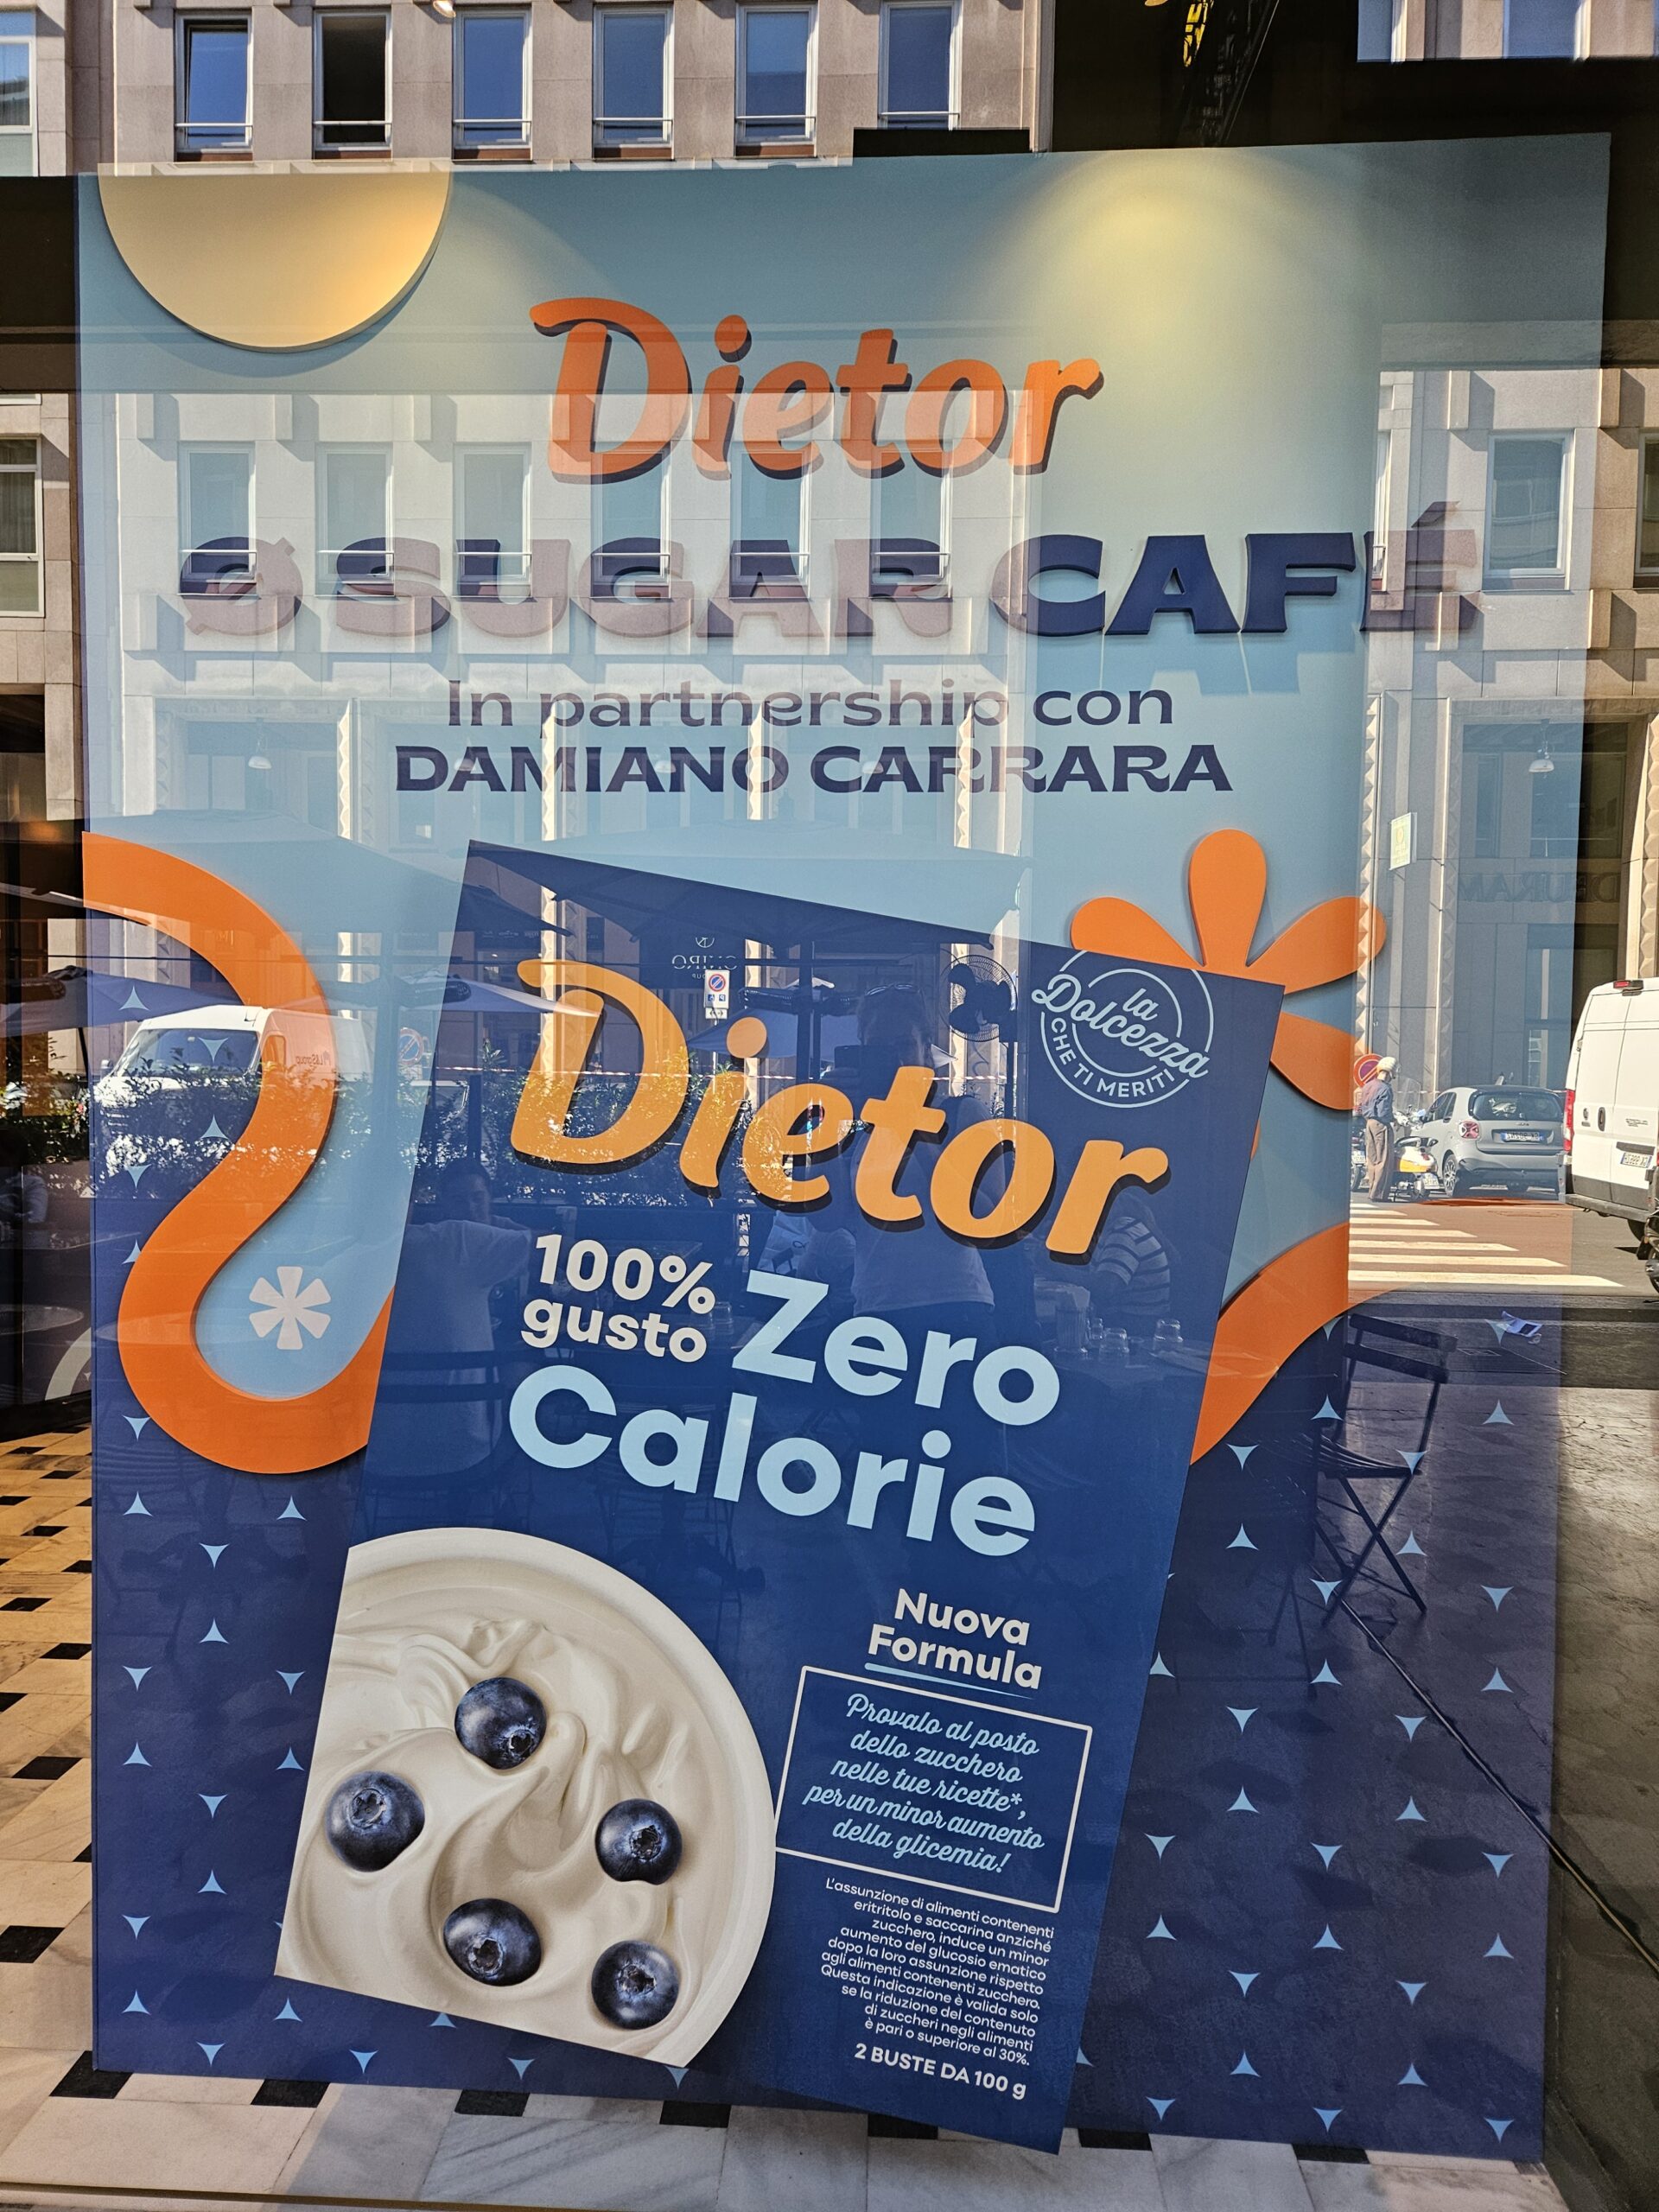 Dietor
Ø SUGAR CAFÉ
In partnership con
DAMIANO CARRARA
la
Dolcezza
CHE TI MERITI
Dietor
100%
gusto
Zero
Calorie
Nuova
Formula
Provalo al posto
dello zucchero
nelle tue ricette*,
per un minor aumento
della glicemia!
L'assunzione di alimenti contenenti
eritritolo e saccarina anziché
zucchero, induce un minor
aumento del glucosio ematico
dopo la loro assunzione rispetto
agli alimenti contenenti zucchero.
Questa indicazione è valida solo
se la riduzione del contenuto
di zuccheri negli alimenti
è pari o superiore al 30%.
2 BUSTE DA 100 g